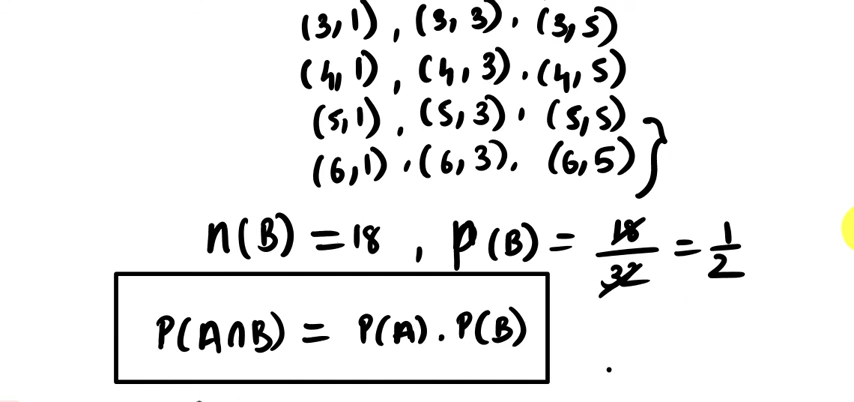 (3,1), (3,3). (3,5)
(4,1), (4,3). (4,5)
(5,1), (5,3). (5,5)
(6,1). (6,3). (6,5)}
n(B) = 18 , P(B) = 18/32 = 1/2
P(A∩B) = P(A).P(B)